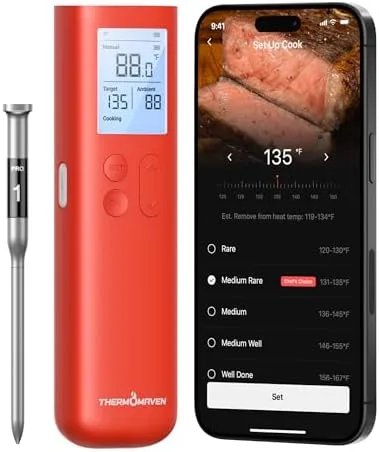 PRO
1
Manual
°F
88.0
Target
Ambient
135
88
Cooking
SET
THERMOMAVEN
9:41
Set Up Cook
135 °F
Est. Remove from heat temp: 119-134°F
Rare 120-130°F
Medium Rare Chef's Choice 131-135°F
Medium 136-145°F
Medium Well 146-155°F
Well Done 156-167°F
Set